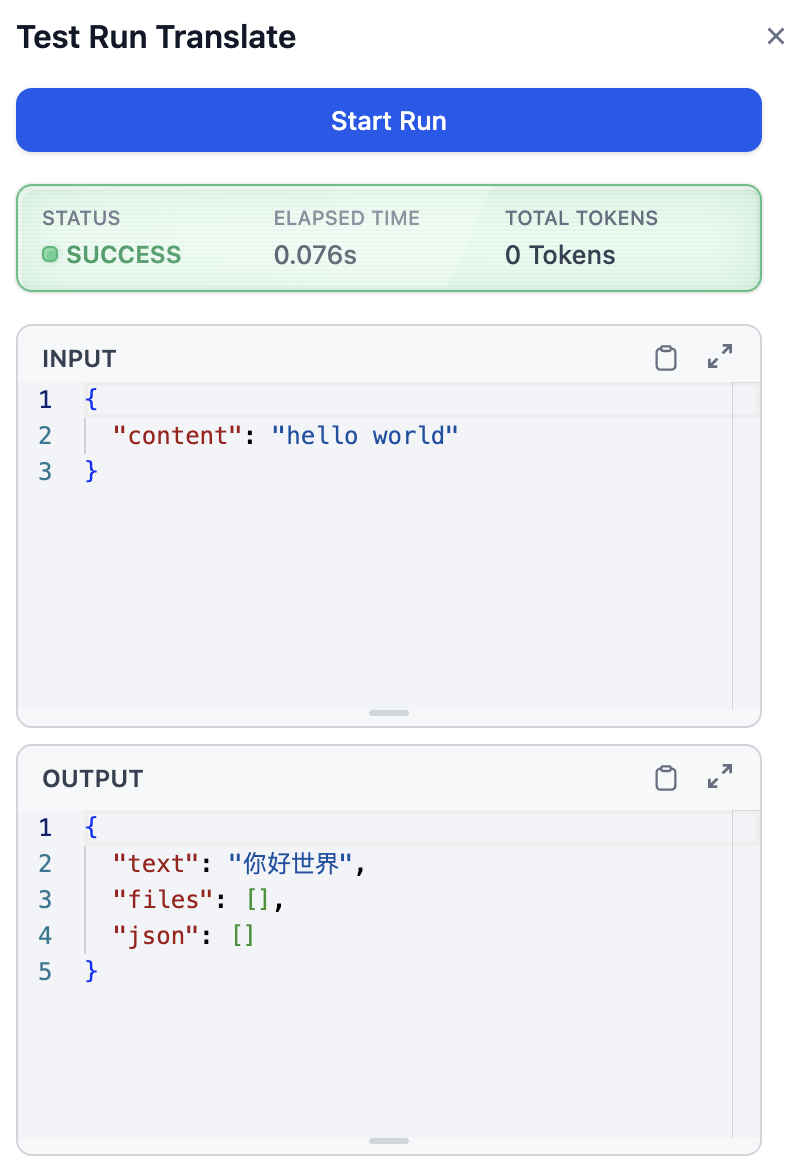 Test Run Translate
Start Run
STATUS ELAPSED TIME TOTAL TOKENS
SUCCESS 0.076s 0 Tokens
INPUT
1 {
2 "content": "hello world"
3 }
OUTPUT
1 {
2 "text": "你好世界",
3 "files": [],
4 "json": []
5 }